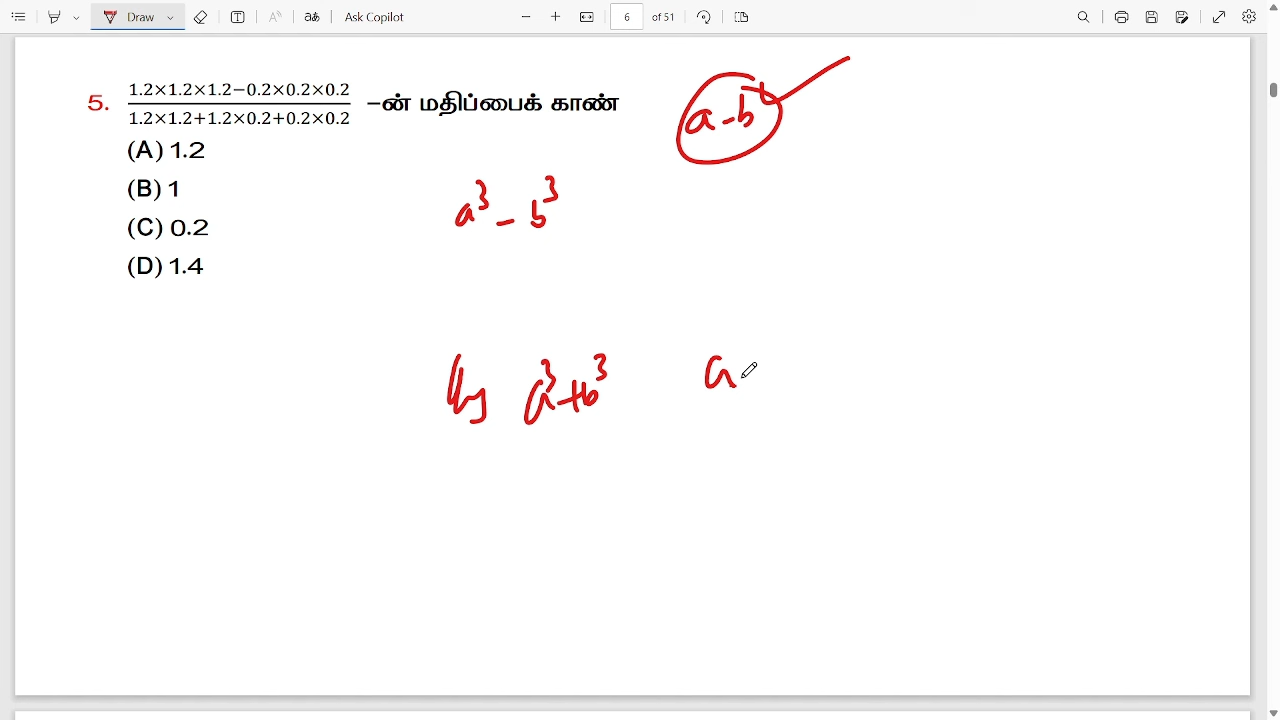 Draw
Ask Copilot
6 of 51
5. 1.2×1.2×1.2−0.2×0.2×0.2
1.2×1.2+1.2×0.2+0.2×0.2
−ன் மதிப்பைக் காண்
(A) 1.2
(B) 1
(C) 0.2
(D) 1.4
a - b
a³ - b³
a³ + b³
a